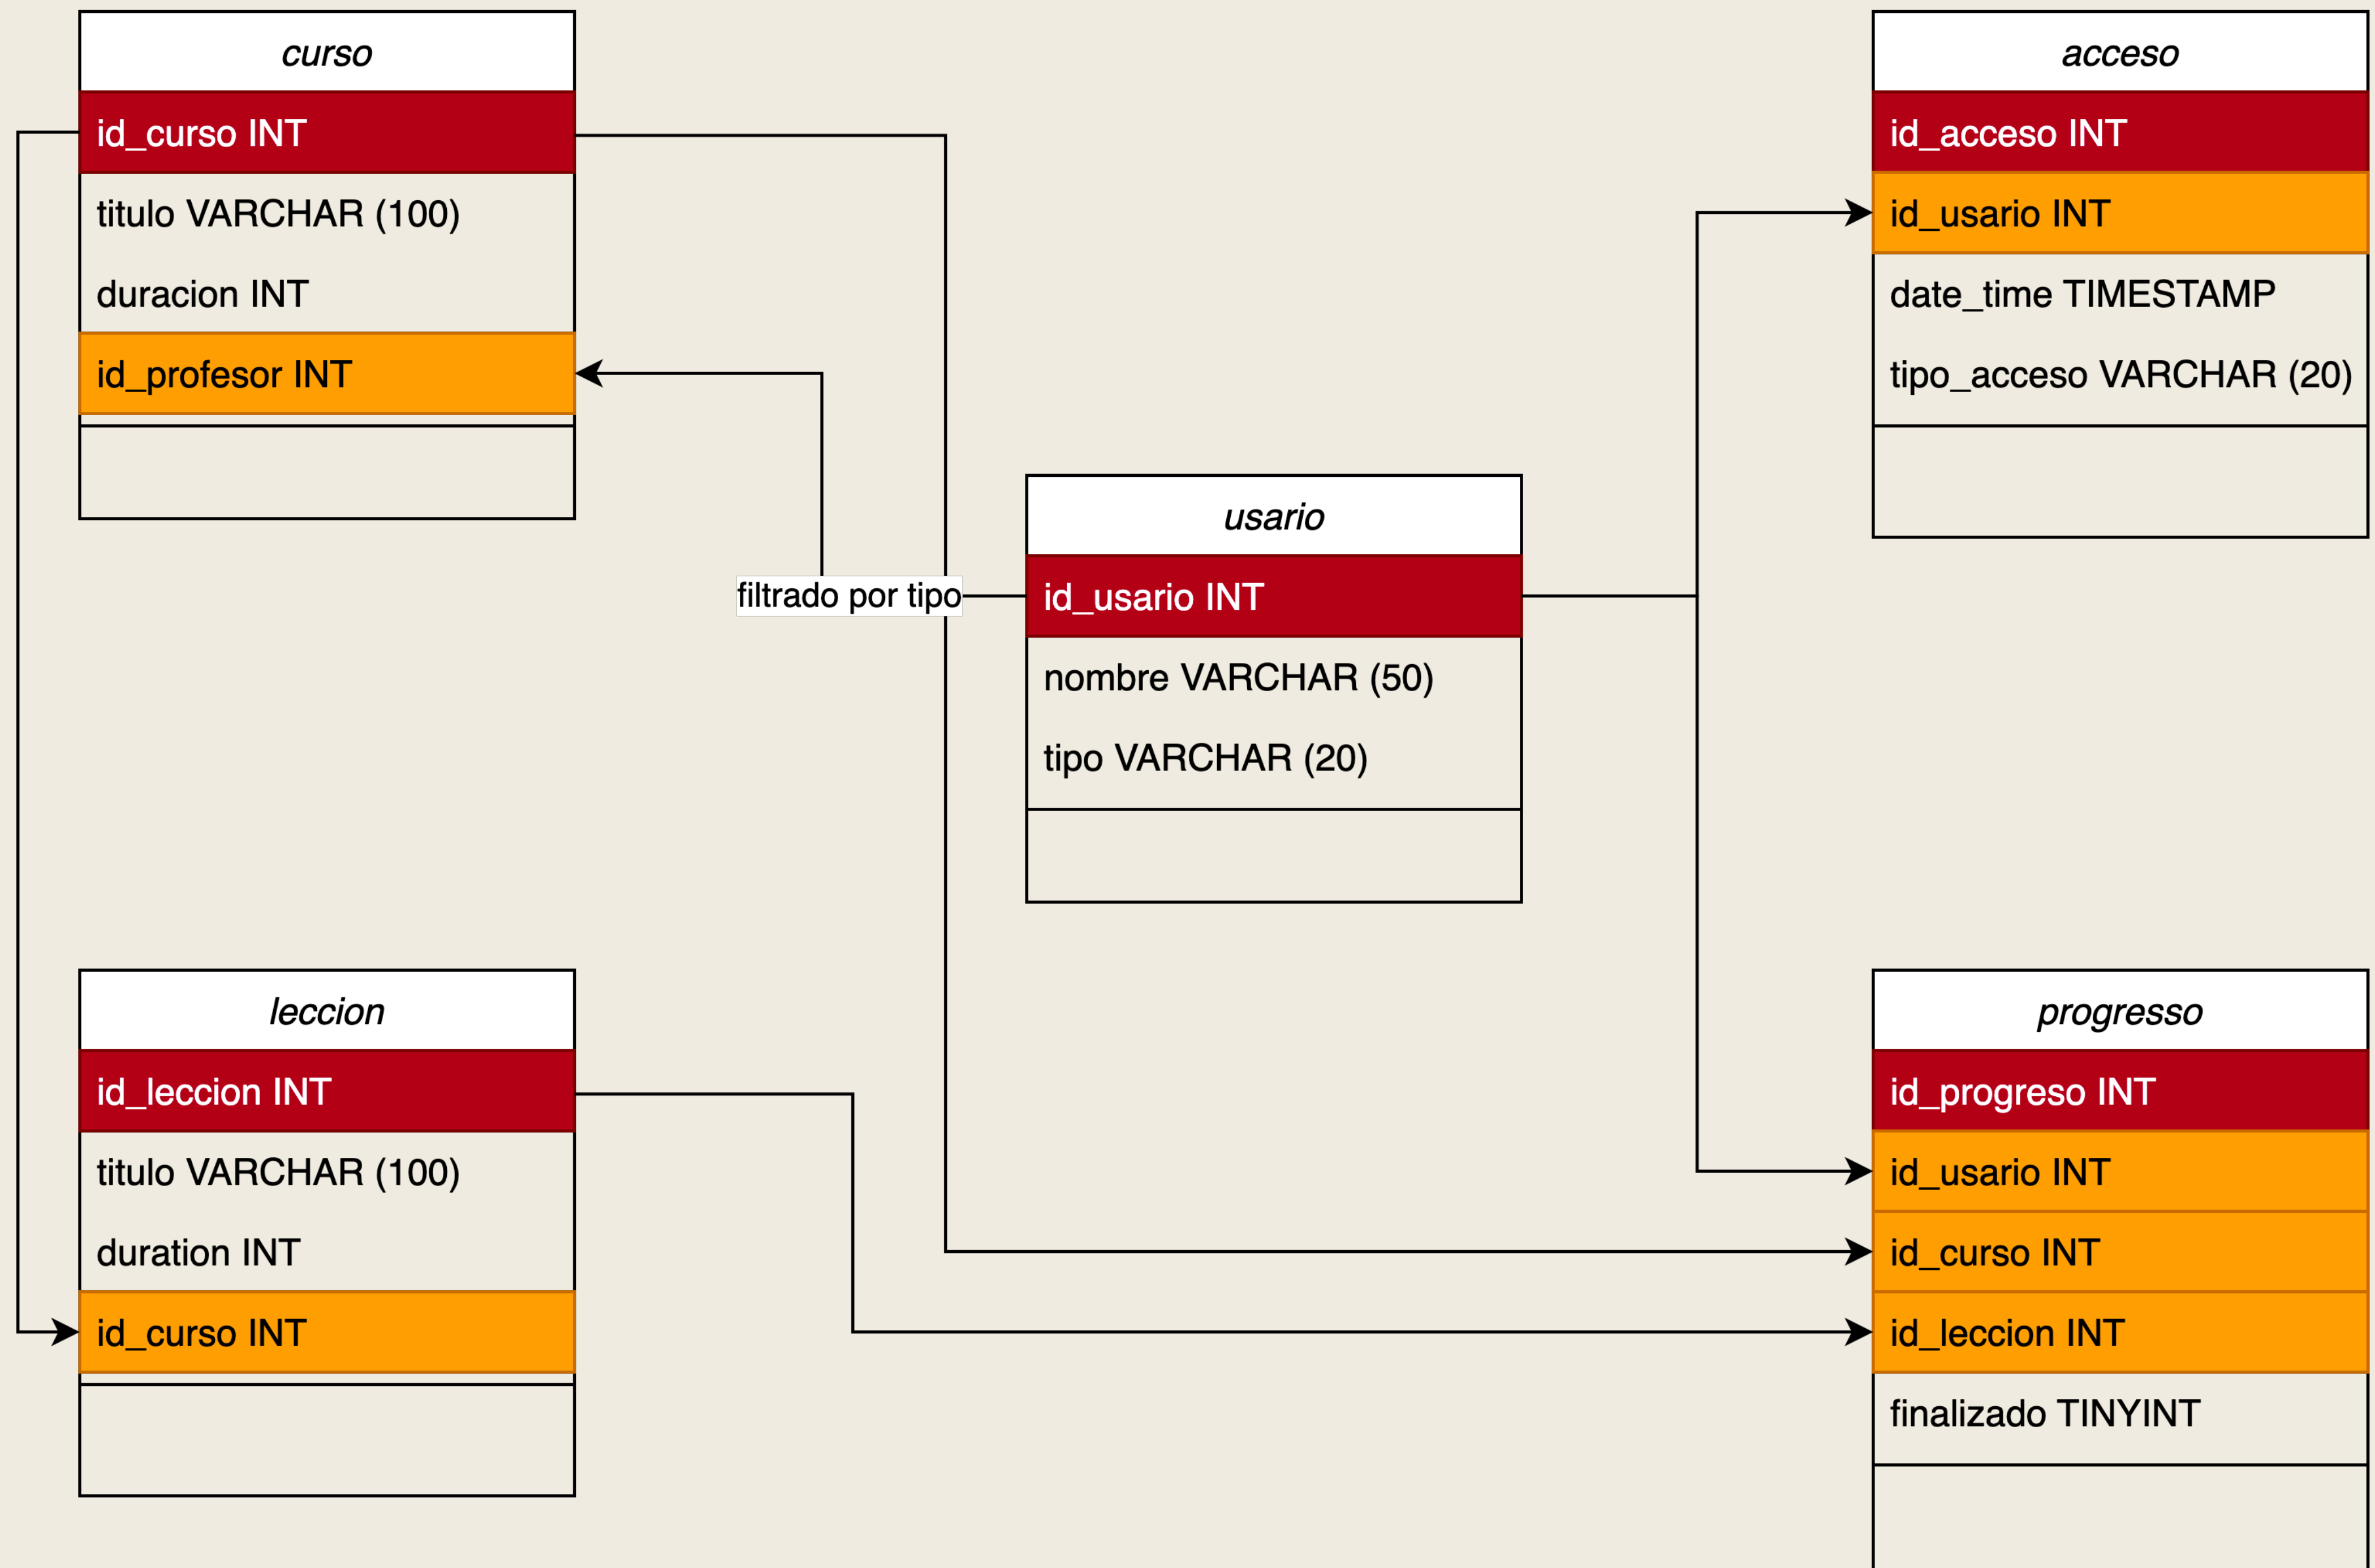 curso
id_curso INT
titulo VARCHAR (100)
duracion INT
id_profesor INT
acceso
id_acceso INT
id_usario INT
date_time TIMESTAMP
tipo_acceso VARCHAR (20)
filtrado por tipo
usario
id_usario INT
nombre VARCHAR (50)
tipo VARCHAR (20)
leccion
id_leccion INT
titulo VARCHAR (100)
duration INT
id_curso INT
progresso
id_progreso INT
id_usario INT
id_curso INT
id_leccion INT
finalizado TINYINT